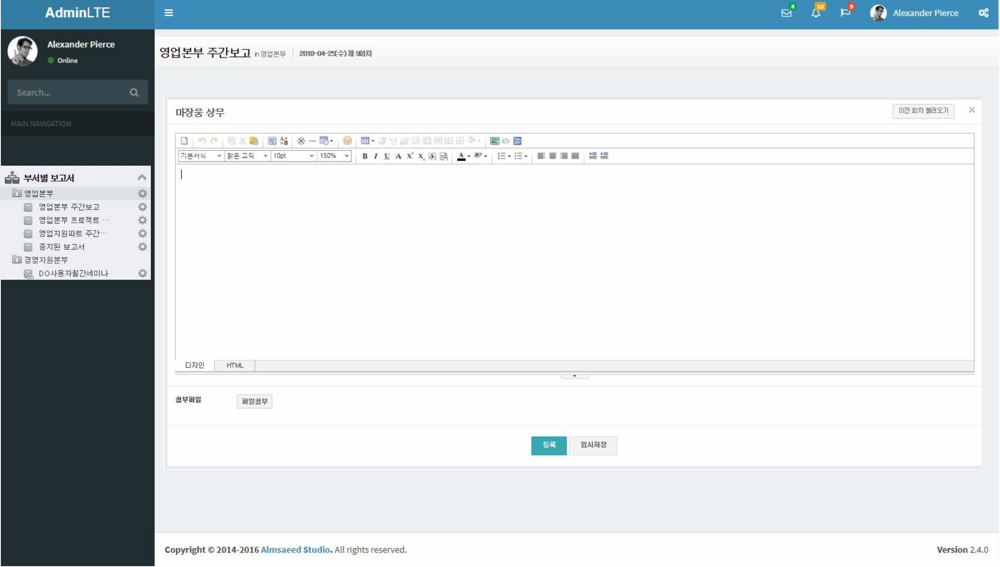 AdminLTE
4
10
9
Alexander Pierce
Alexander Pierce
Online
Search...
MAIN NAVIGATION
부서별 보고서
영업본부
영업본부 주간보고
영업본부 프로젝트 ...
영업지원파트 주간...
중지된 보고서
경영지원본부
DO사용자월간세미나
영업본부 주간보고 in 영업본부 2018-04-25(수) 제 9회차
마장웅 상무
이전 회차 불러오기
기본서식 맑은 고딕 10pt 150%
디자인 HTML
첨부파일 파일첨부
등록 임시저장
Copyright © 2014-2016 Almsaeed Studio. All rights reserved.
Version 2.4.0